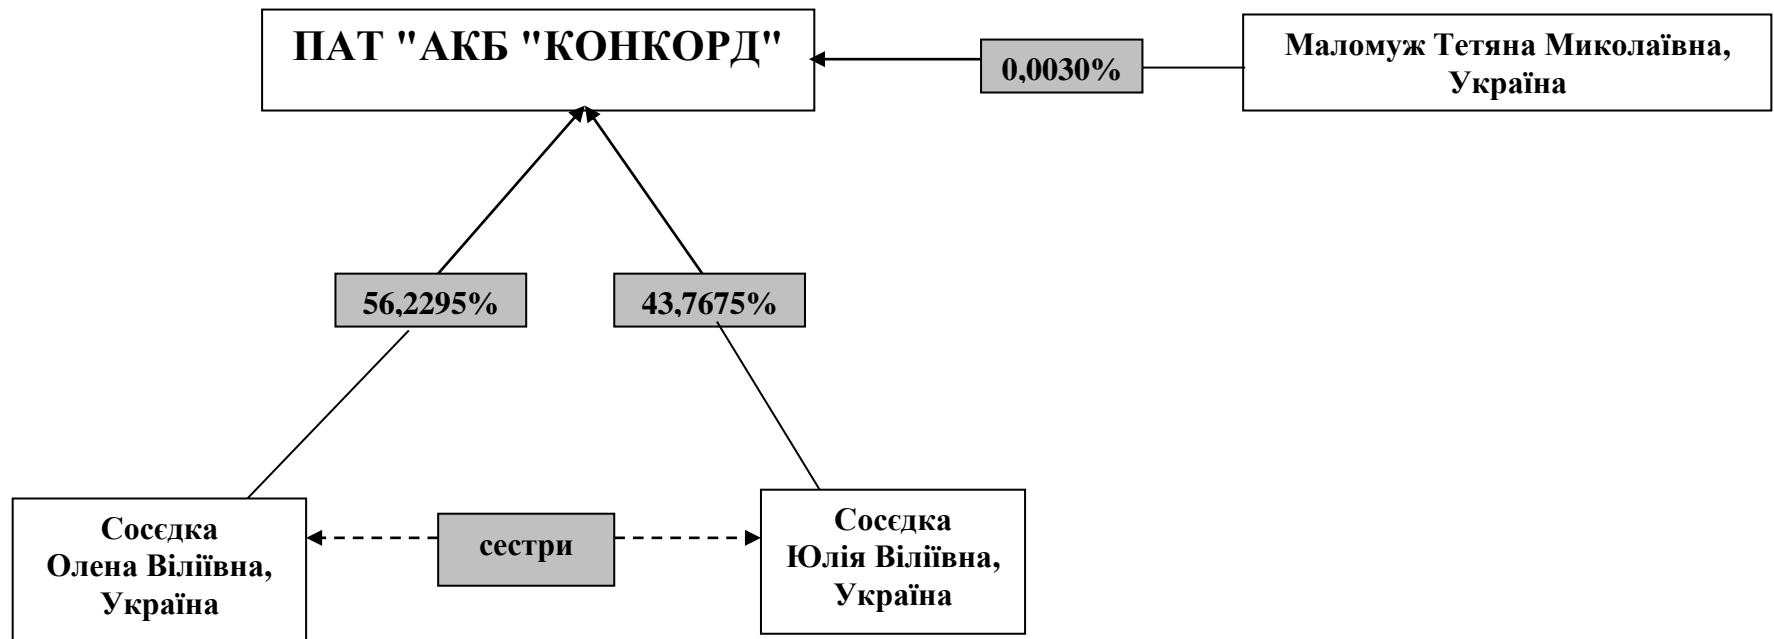 ПАТ "АКБ "КОНКОРД"
0,0030%
Маломуж Тетяна Миколаївна,
Україна
56,2295%
43,7675%
Сосєдка
Олена Віліївна,
Україна
сестри
Сосєдка
Юлія Віліївна,
Україна